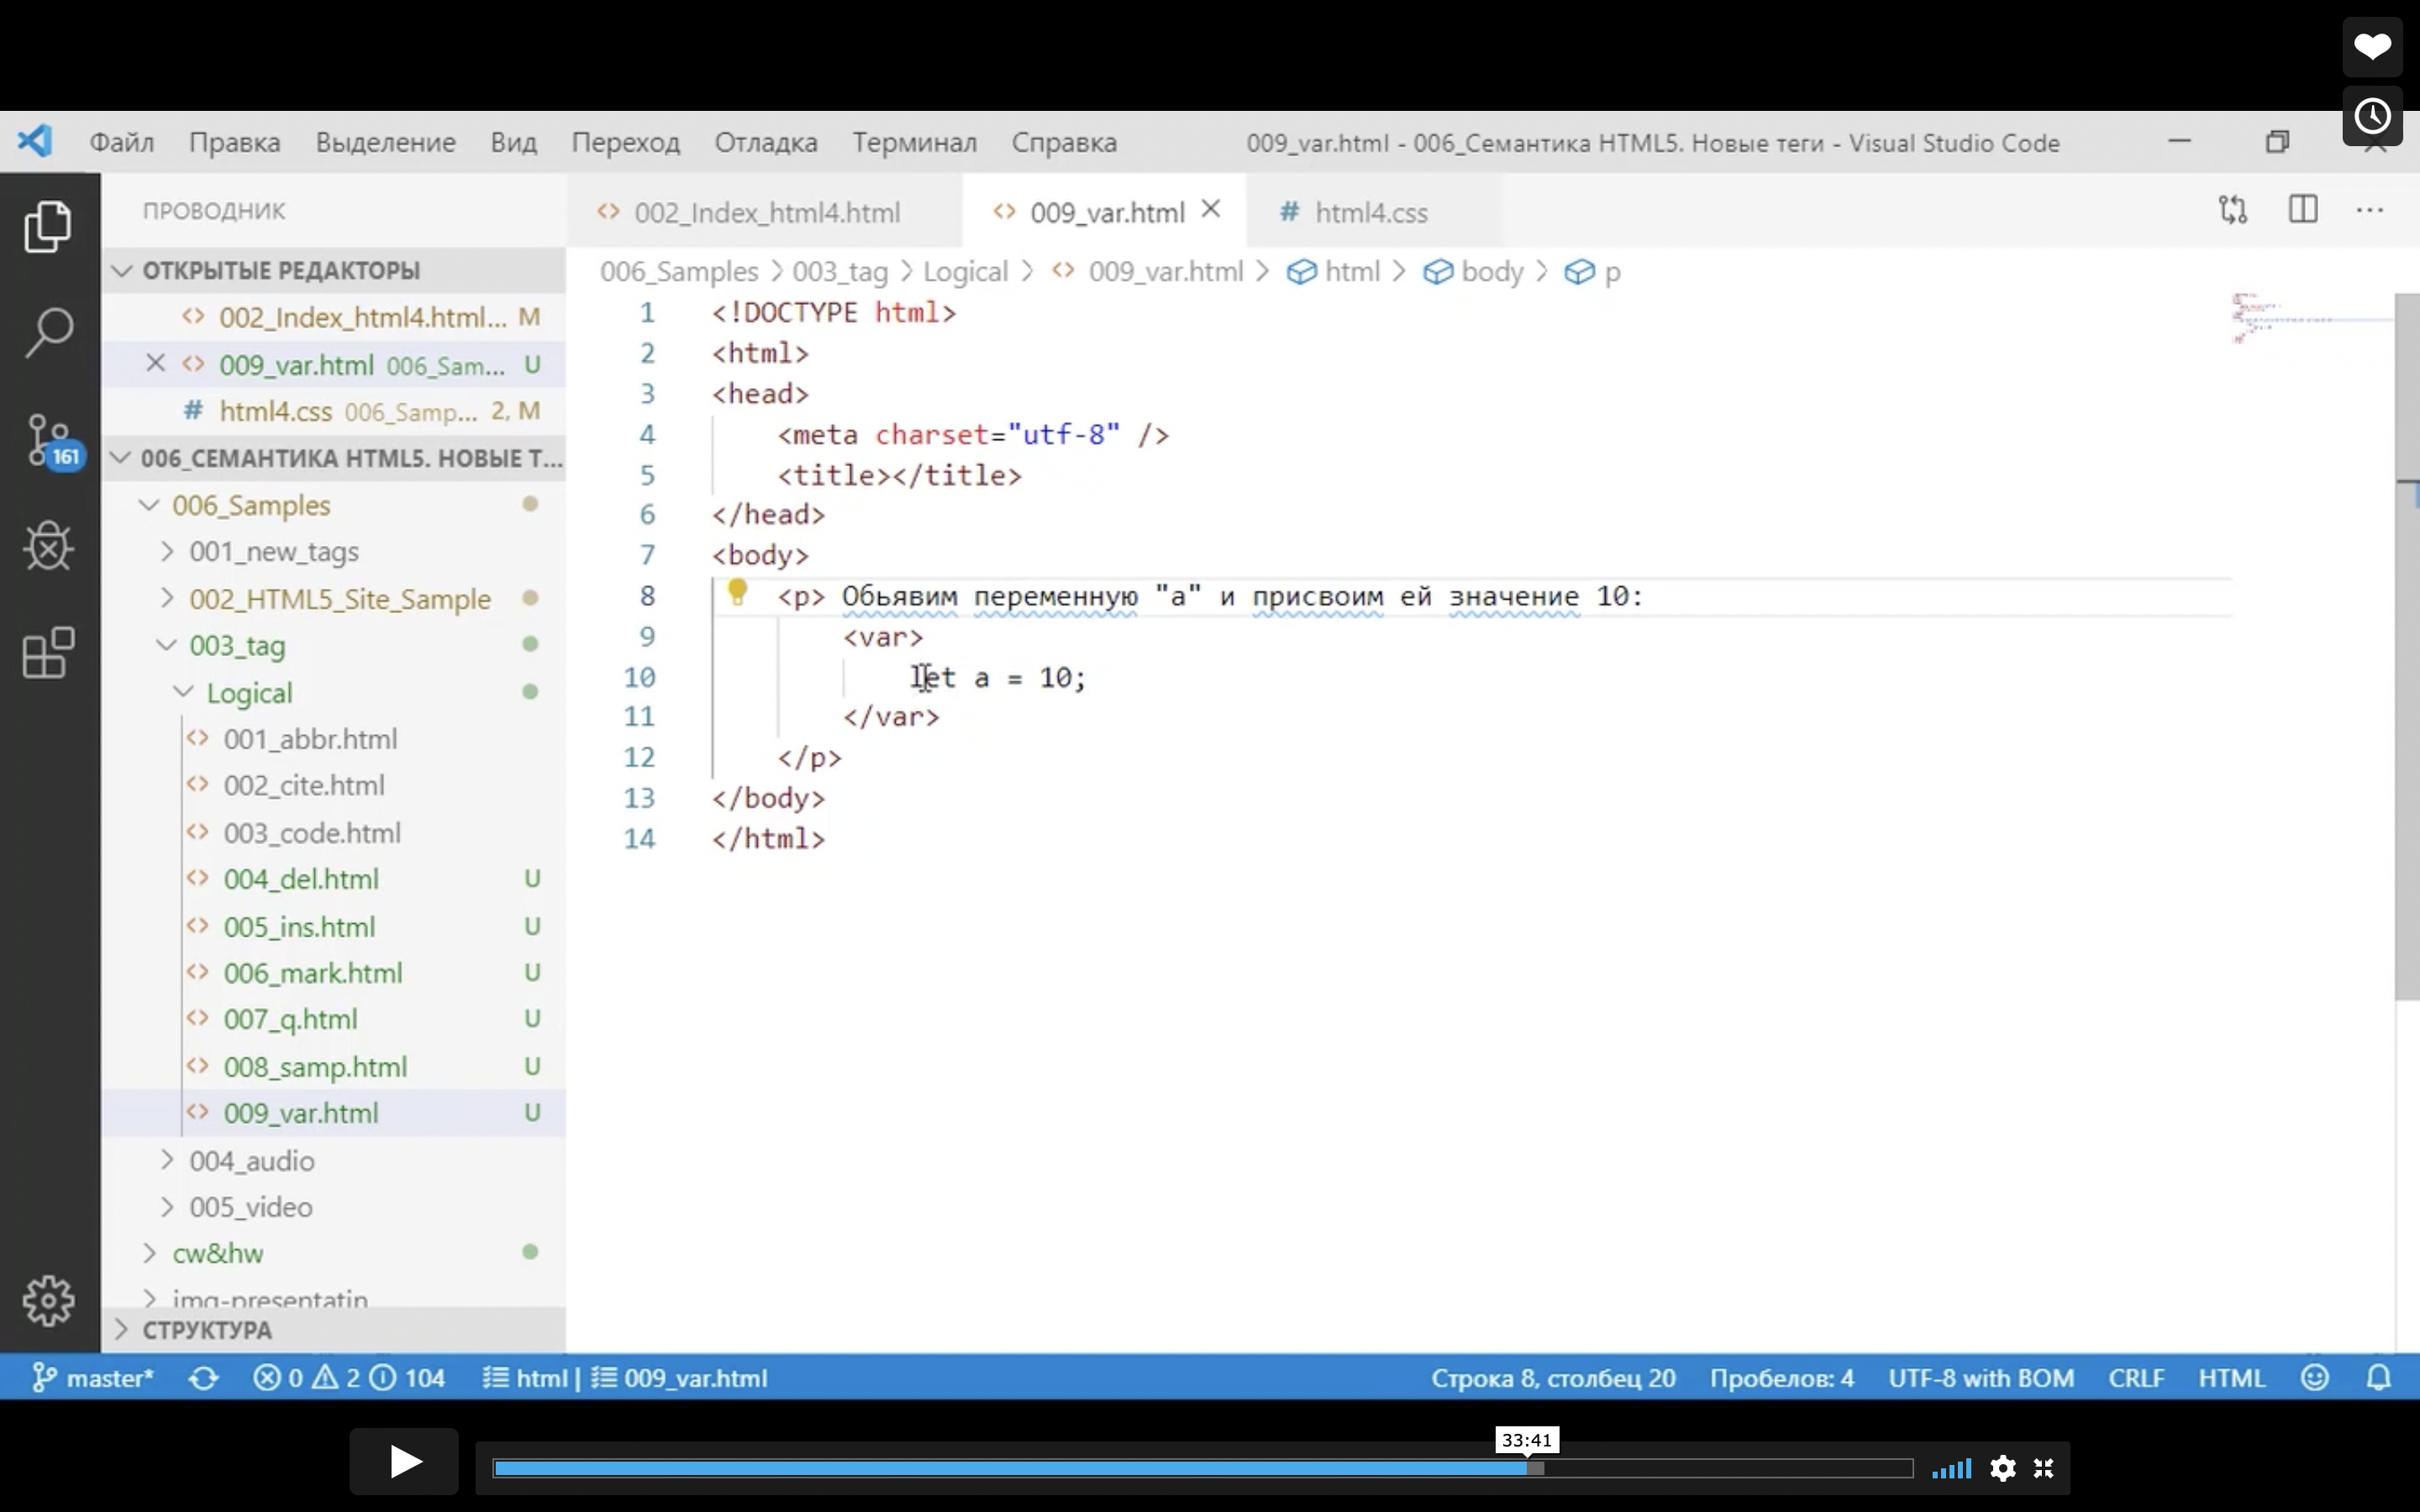 Файл Правка Выделение Вид Переход Отладка Терминал Справка 009_var.html - 006_Семантика HTML5. Новые теги - Visual Studio Code
ПРОВОДНИК
ОТКРЫТЫЕ РЕДАКТОРЫ
002_Index_html4.html... M
009_var.html 006_Sam... U
html4.css 006_Samp... 2, M
006_СЕМАНТИКА HTML5. НОВЫЕ Т...
006_Samples
001_new_tags
002_HTML5_Site_Sample
003_tag
Logical
001_abbr.html
002_cite.html
003_code.html
004_del.html U
005_ins.html U
006_mark.html U
007_q.html U
008_samp.html U
009_var.html U
004_audio
005_video
cw&hw
img-presentatin
СТРУКТУРА
161
002_Index_html4.html 009_var.html # html4.css
006_Samples > 003_tag > Logical > 009_var.html > html > body > p
1 <!DOCTYPE html>
2 <html>
3 <head>
4 <meta charset="utf-8" />
5 <title></title>
6 </head>
7 <body>
8 <p> Обьявим переменную "a" и присвоим ей значение 10:
9 <var>
10 let a = 10;
11 </var>
12 </p>
13 </body>
14 </html>
master* 0 2 104 html | 009_var.html Строка 8, столбец 20 Пробелов: 4 UTF-8 with BOM CRLF HTML
33:41